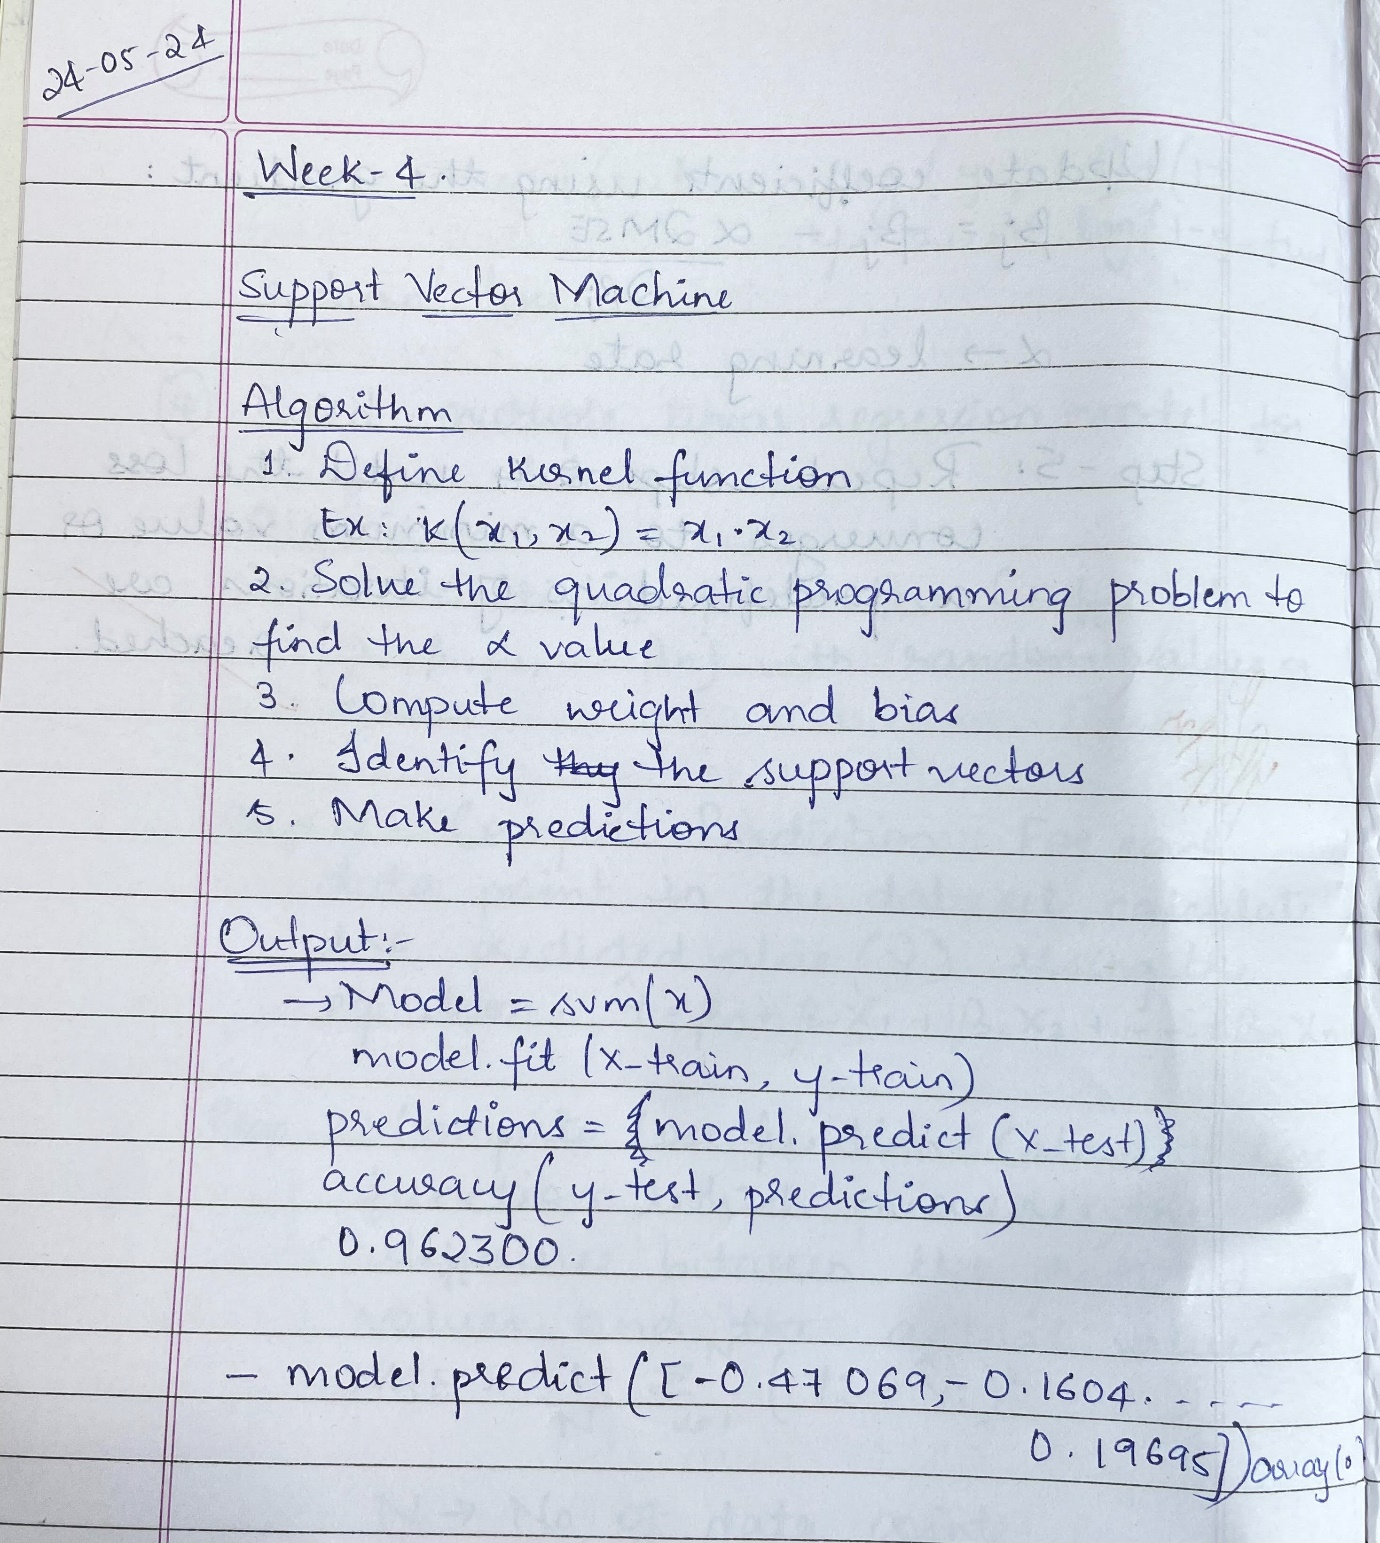 24-05-24
Week-4.
Support Vector Machine
Algorithm
1. Define Kernel function
Ex: K(x₁, x₂) = x₁·x₂
2. Solve the quadratic programming problem to
find the α value
3. Compute weight and bias
4. Identify the support vectors
5. Make predictions
Output:-
→ Model = svm(x)
model.fit (x-train, y-train)
predictions = {model.predict (x_test)}
accuracy (y-test, predictions)
0.962300.
- model.predict ([-0.47069, -0.1604. - - - -
0.19695]) array(0